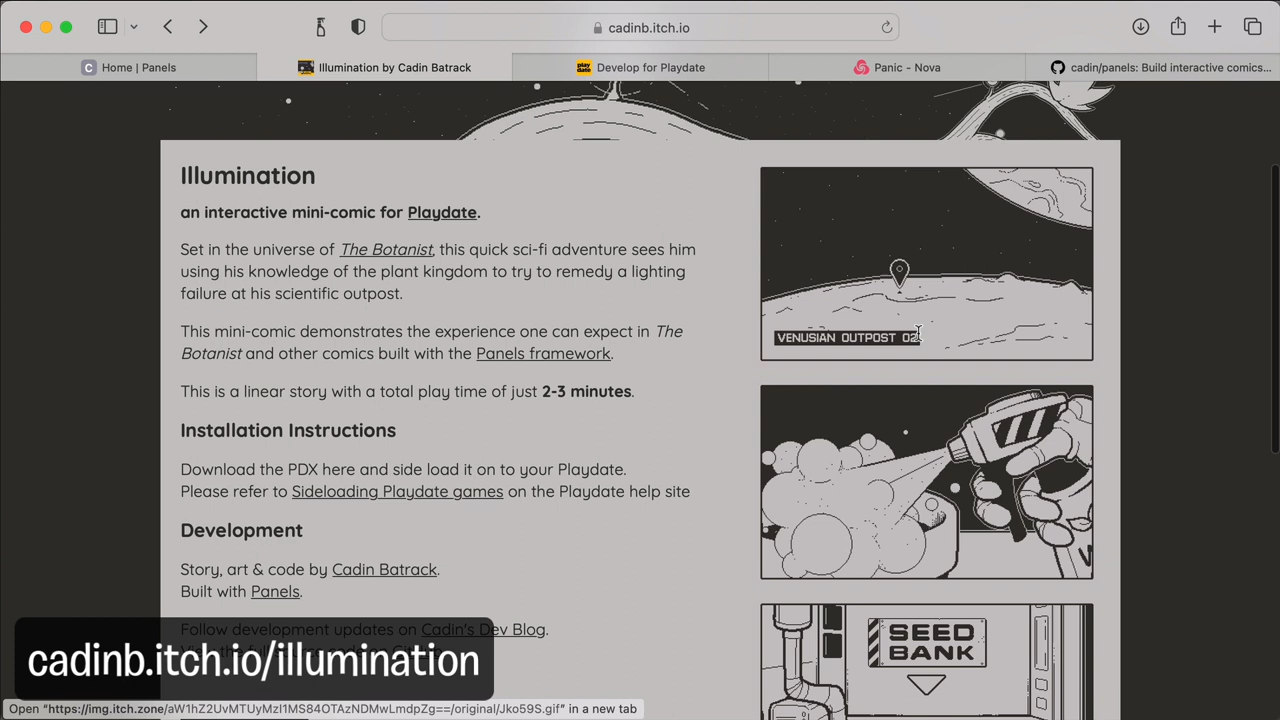 cadinb.itch.io
Home | Panels
Illumination by Cadin Batrack
play date
Develop for Playdate
Panic - Nova
cadin/panels: Build interactive comics...
Illumination
an interactive mini-comic for Playdate.
Set in the universe of The Botanist, this quick sci-fi adventure sees him
using his knowledge of the plant kingdom to try to remedy a lighting
failure at his scientific outpost.
This mini-comic demonstrates the experience one can expect in The
Botanist and other comics built with the Panels framework.
This is a linear story with a total play time of just 2-3 minutes.
Installation Instructions
Download the PDX here and side load it on to your Playdate.
Please refer to Sideloading Playdate games on the Playdate help site
Development
Story, art & code by Cadin Batrack.
Built with Panels.
Follow development updates on Cadin's Dev Blog.
VENUSIAN OUTPOST 02
SEED
BANK
cadinb.itch.io/illumination
Open "https://img.itch.zone/aW1hZ2UvMTUyMzI1MS84OTAzNDMwLmdpZg==/original/Jko59S.gif" in a new tab